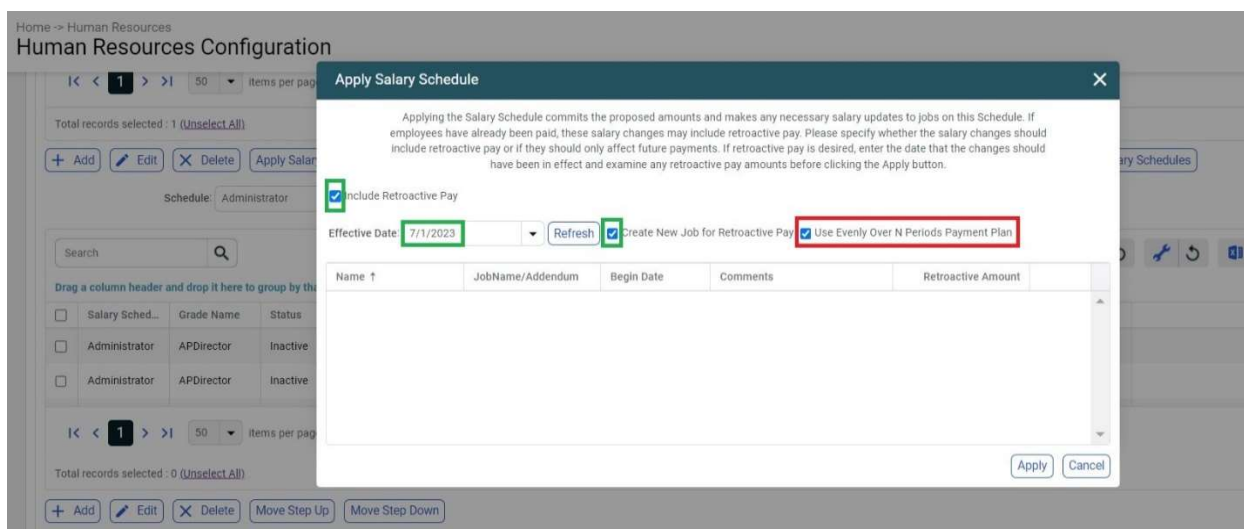 Home -> Human Resources
Human Resources Configuration
1 50 items per pag
Total records selected : 1 (Unselect All)
+ Add Edit X Delete Apply Salar
ary Schedules
Schedule: Administrator
Search
Drag a column header and drop it here to group by th
Salary Sched... Grade Name Status
Administrator APDirector Inactive
Administrator APDirector Inactive
1 50 items per pag
Total records selected : 0 (Unselect All)
+ Add Edit X Delete Move Step Up Move Step Down
Apply Salary Schedule
Applying the Salary Schedule commits the proposed amounts and makes any necessary salary updates to jobs on this Schedule. If
employees have already been paid, these salary changes may include retroactive pay. Please specify whether the salary changes should
include retroactive pay or if they should only affect future payments. If retroactive pay is desired, enter the date that the changes should
have been in effect and examine any retroactive pay amounts before clicking the Apply button.
Include Retroactive Pay
Effective Date: 7/1/2023 Refresh Create New Job for Retroactive Pay Use Evenly Over N Periods Payment Plan
Name ↑ JobName/Addendum Begin Date Comments Retroactive Amount
Apply Cancel